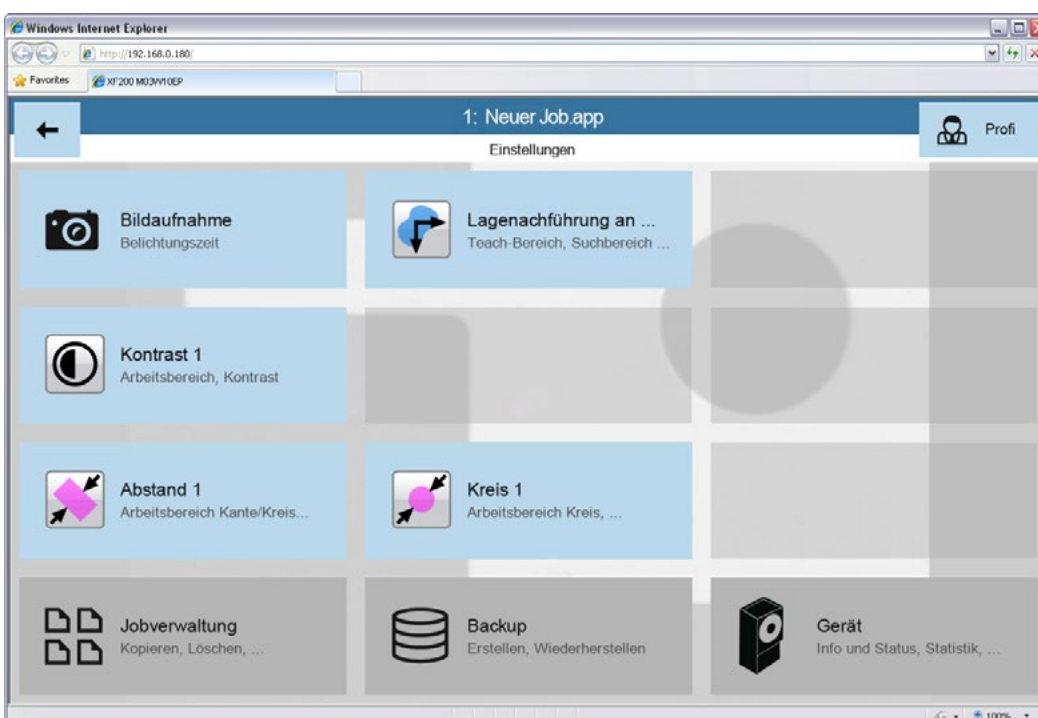 Windows Internet Explorer
http://192.168.0.180/
Favorites
XF200 M03W10EP
1: Neuer Job.app
Profi
Einstellungen
Bildaufnahme
Belichtungszeit
Lagenachführung an ...
Teach-Bereich, Suchbereich ...
Kontrast 1
Arbeitsbereich, Kontrast
Abstand 1
Arbeitsbereich Kante/Kreis...
Kreis 1
Arbeitsbereich Kreis, ...
Jobverwaltung
Kopieren, Löschen, ...
Backup
Erstellen, Wiederherstellen
Gerät
Info und Status, Statistik, ...
100%